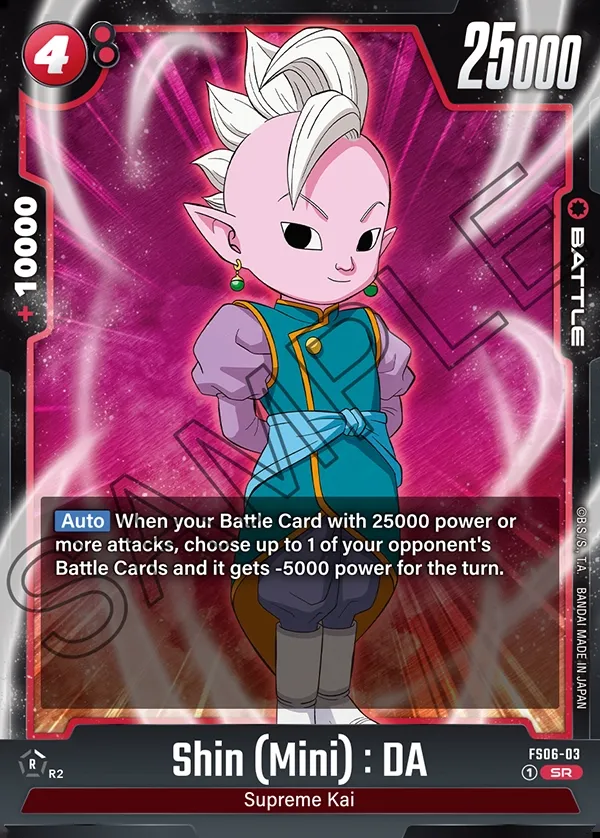 4
25000
+ 10000
BATTLE
SAMPLE
Auto When your Battle Card with 25000 power or
more attacks, choose up to 1 of your opponent's
Battle Cards and it gets -5000 power for the turn.
©B.S./S., T.A. BANDAI MADE IN JAPAN
R
R2
Shin (Mini) : DA
FS06-03
1 SR
Supreme Kai